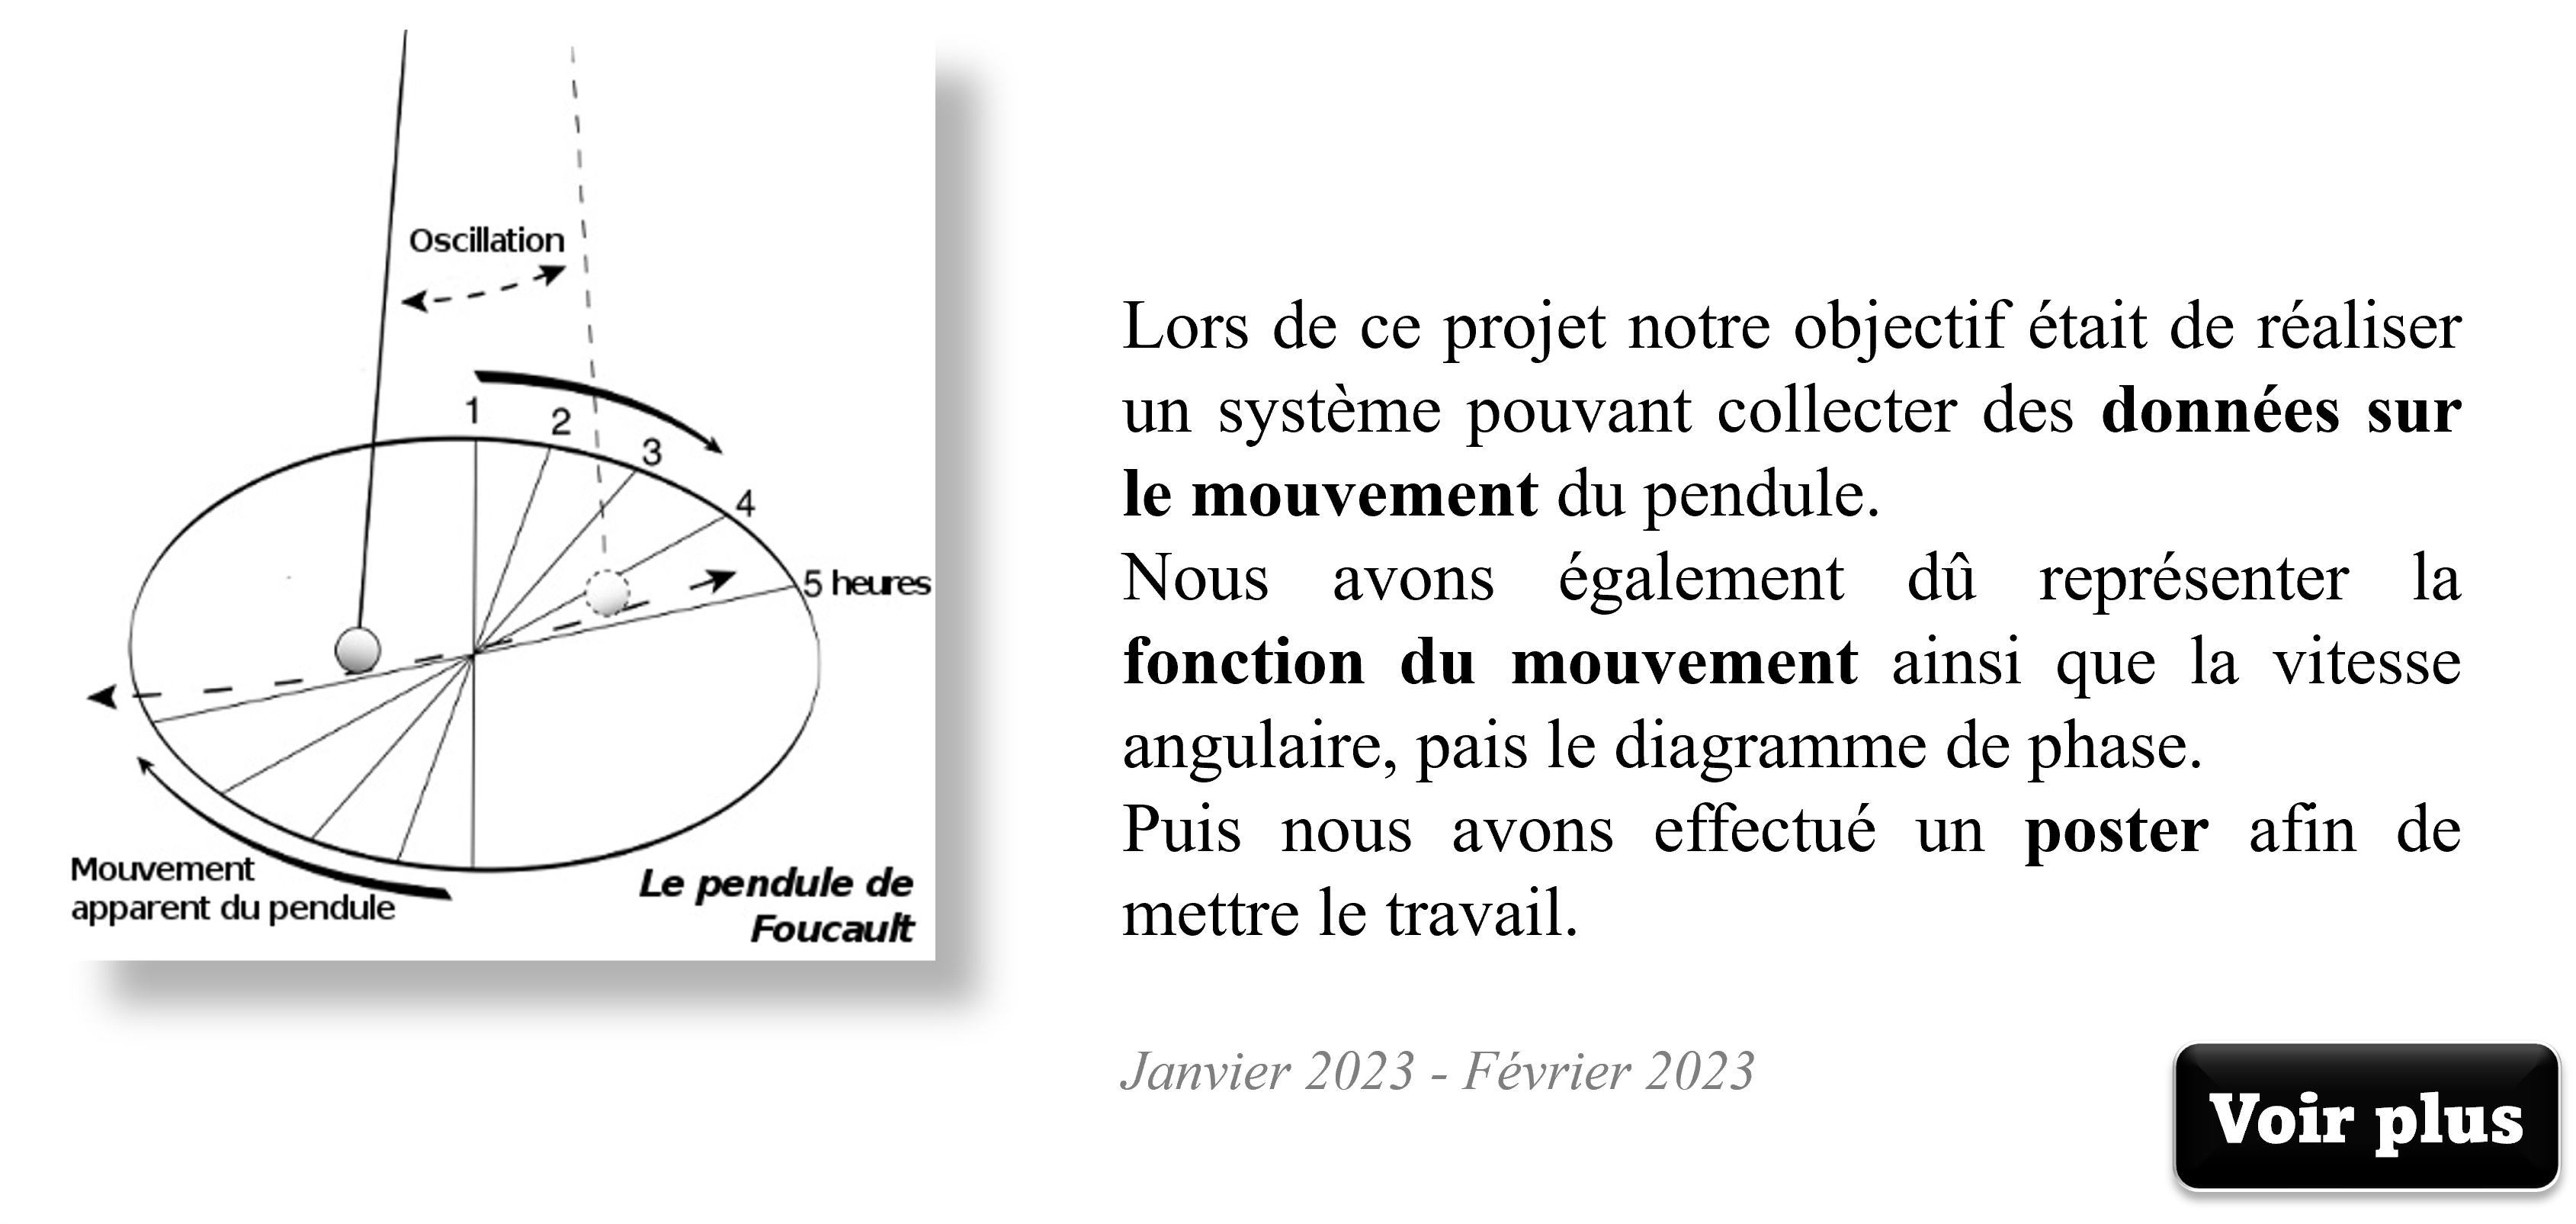 Oscillation
1
2
3
4
5 heures
Mouvement
apparent du pendule
Le pendule de
Foucault
Lors de ce projet notre objectif était de réaliser
un système pouvant collecter des données sur
le mouvement du pendule.
Nous avons également dû représenter la
fonction du mouvement ainsi que la vitesse
angulaire, pais le diagramme de phase.
Puis nous avons effectué un poster afin de
mettre le travail.
Janvier 2023 - Février 2023
Voir plus